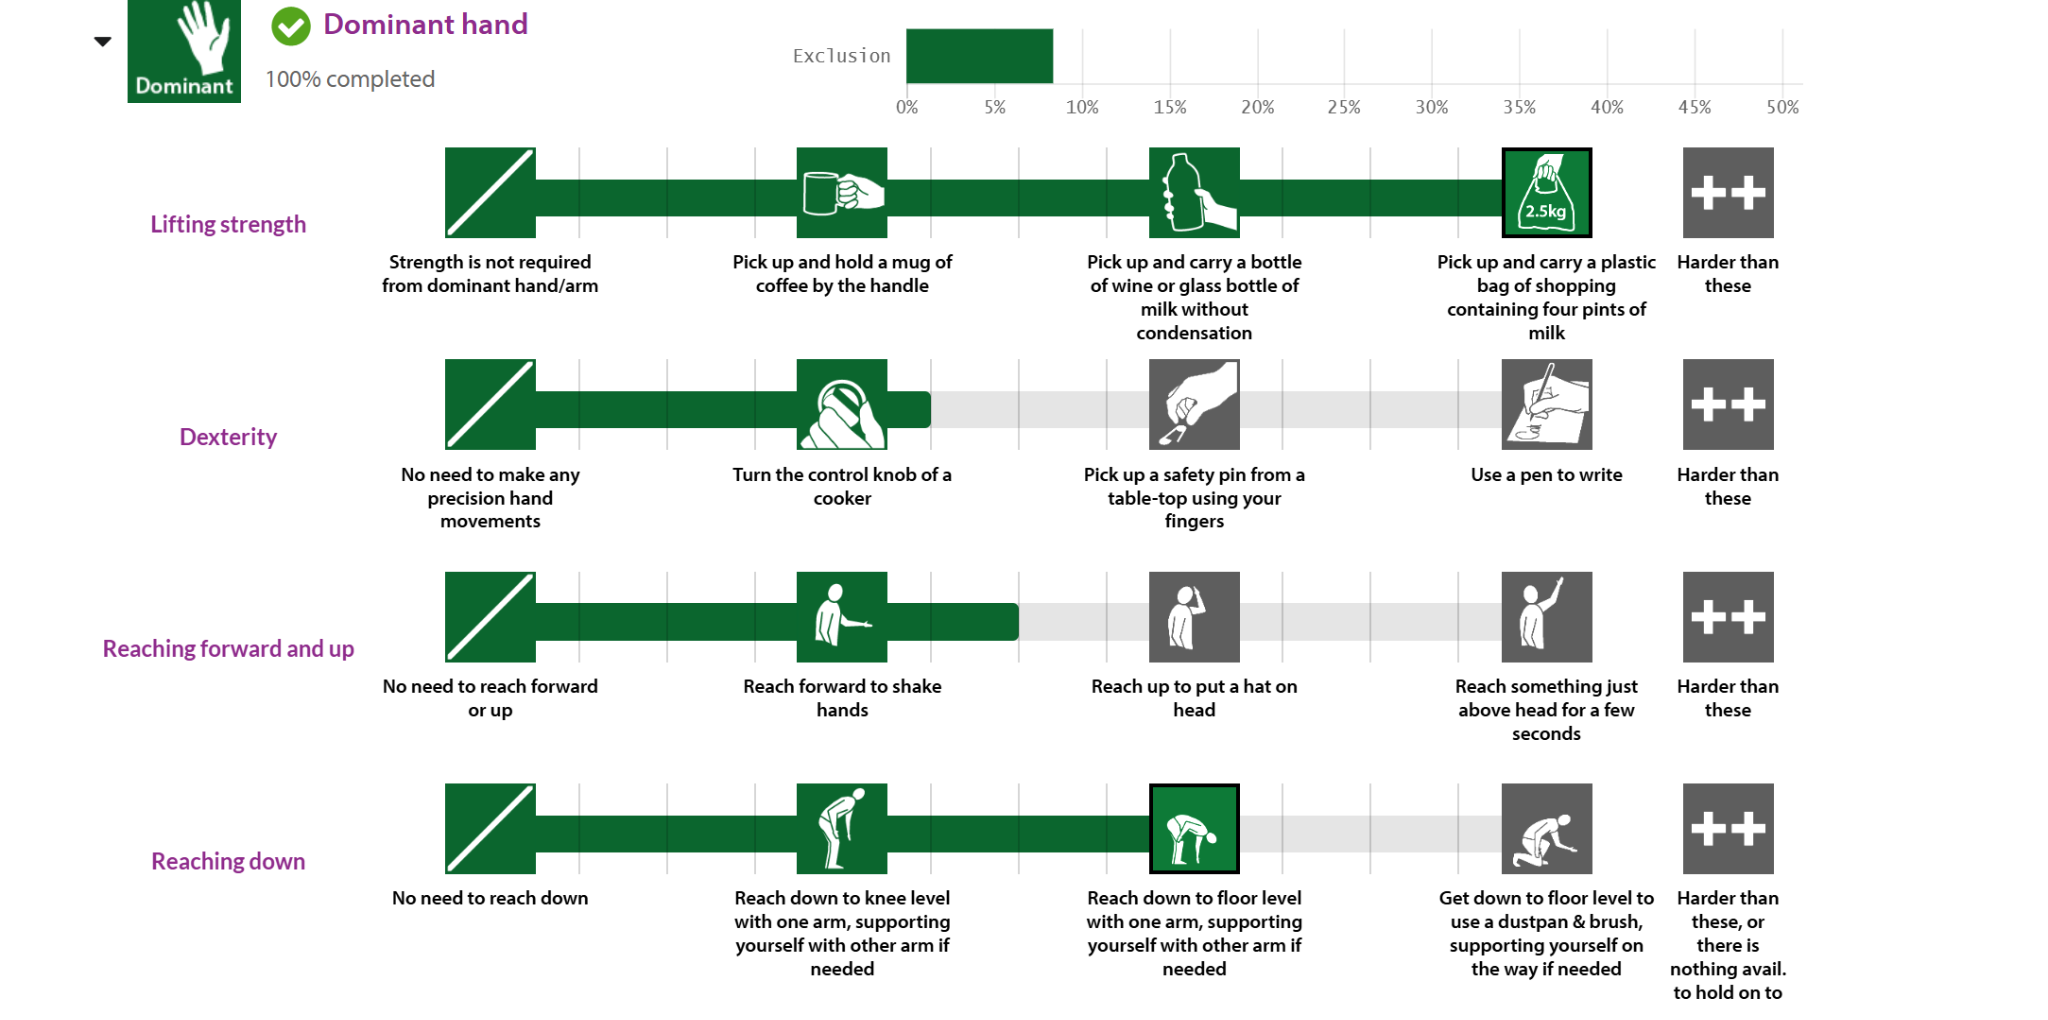 Dominant hand
Dominant
100% completed
Exclusion
0% 5% 10% 15% 20% 25% 30% 35% 40% 45% 50%
Lifting strength
2.5kg
Strength is not required
from dominant hand/arm
Pick up and hold a mug of
coffee by the handle
Pick up and carry a bottle
of wine or glass bottle of
milk without
condensation
Pick up and carry a plastic
bag of shopping
containing four pints of
milk
Harder than
these
Dexterity
No need to make any
precision hand
movements
Turn the control knob of a
cooker
Pick up a safety pin from a
table-top using your
fingers
Use a pen to write
Harder than
these
Reaching forward and up
No need to reach forward
or up
Reach forward to shake
hands
Reach up to put a hat on
head
Reach something just
above head for a few
seconds
Harder than
these
Reaching down
No need to reach down
Reach down to knee level
with one arm, supporting
yourself with other arm if
needed
Reach down to floor level
with one arm, supporting
yourself with other arm if
needed
Get down to floor level to
use a dustpan & brush,
supporting yourself on
the way if needed
Harder than
these, or
there is
nothing avail.
to hold on to